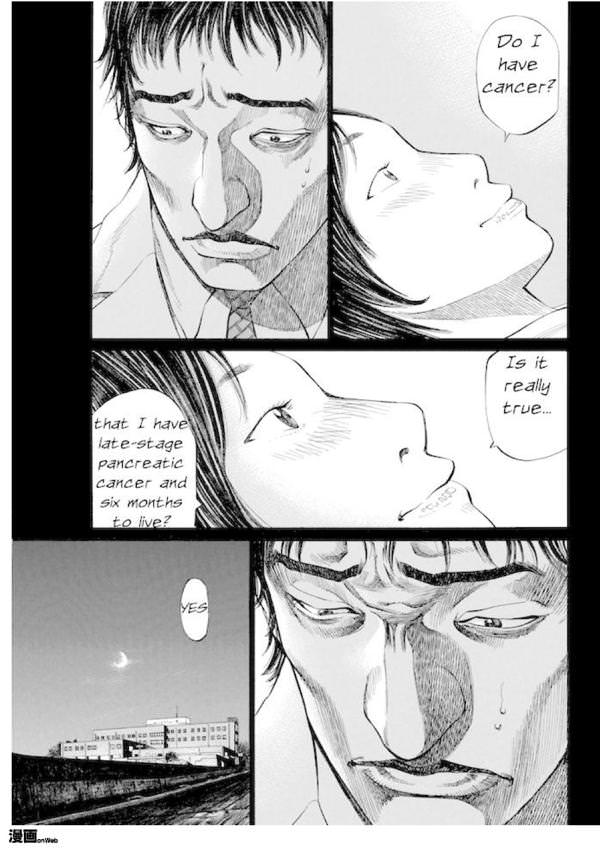 Do I
have
cancer?
Is it
really
true...
that I have
late-stage
pancreatic
cancer and
six months
to live?
YES
漫画onWeb